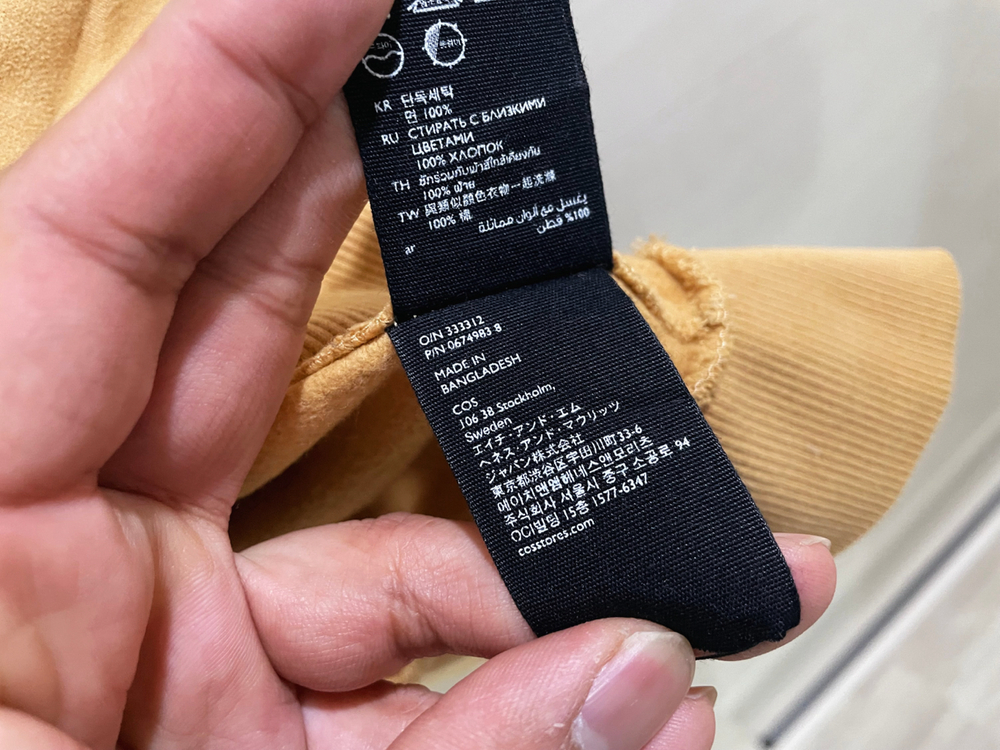 KR 단독세탁
면 100%
RU СТИРАТЬ С БЛИЗКИМИ
ЦВЕТАМИ
100% ХЛОПОК
TH ซักร่วมกับผ้าสีใกล้เคียงกัน
100% ฝ้าย
TW 與類似顏色衣物一起洗滌
100% 棉
ar يغسل مع ألوان مماثلة
100% قطن
O/N 333312
P/N 0674983 8
MADE IN
BANGLADESH
COS
106 38 Stockholm,
Sweden
エイチ・アンド・エム
ヘネス・アンド・マウリッツ
ジャパン株式会社
東京都渋谷区宇田川町33-6
에이치앤엠헤네스앤모리츠
주식회사 서울시 중구 소공로 94
OCI빌딩 15층 1577-6347
cosstores.com